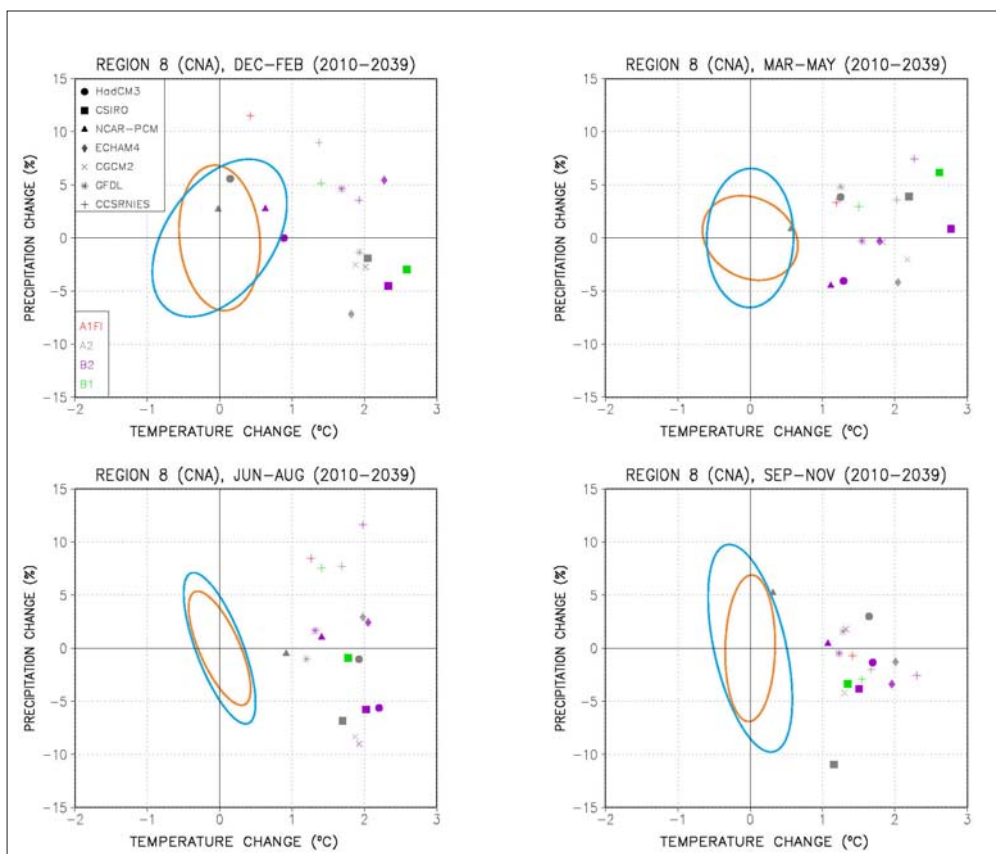 REGION 8 (CNA), DEC-FEB (2010-2039)
PRECIPITATION CHANGE (%)
15
10
5
0
-5
-10
-15
HadCM3
CSIRO
NCAR-PCM
ECHAM4
CGCM2
GFDL
CCSRNIES
A1FI
A2
B2
B1
-2
-1
0
1
2
3
TEMPERATURE CHANGE (ºC)
REGION 8 (CNA), MAR-MAY (2010-2039)
PRECIPITATION CHANGE (%)
15
10
5
0
-5
-10
-15
-2
-1
0
1
2
3
TEMPERATURE CHANGE (ºC)
REGION 8 (CNA), JUN-AUG (2010-2039)
PRECIPITATION CHANGE (%)
15
10
5
0
-5
-10
-15
-2
-1
0
1
2
3
TEMPERATURE CHANGE (ºC)
REGION 8 (CNA), SEP-NOV (2010-2039)
PRECIPITATION CHANGE (%)
15
10
5
0
-5
-10
-15
-2
-1
0
1
2
3
TEMPERATURE CHANGE (ºC)